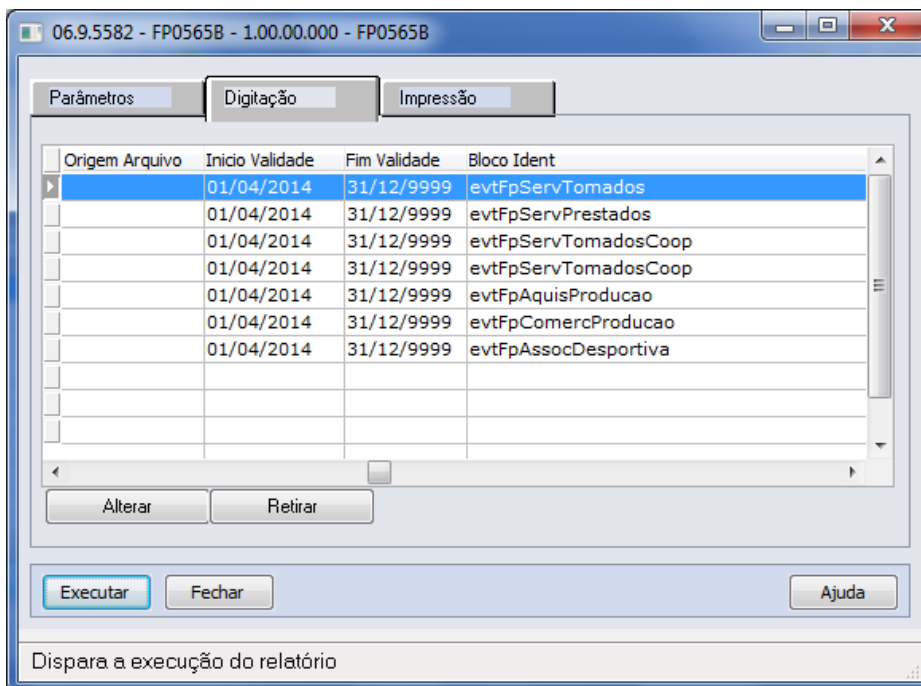 06.9.5582 - FP0565B - 1.00.00.000 - FP0565B
Parâmetros Digitação Impressão
Origem Arquivo Inicio Validade Fim Validade Bloco Ident
01/04/2014 31/12/9999 evtFpServTomados
01/04/2014 31/12/9999 evtFpServPrestados
01/04/2014 31/12/9999 evtFpServTomadosCoop
01/04/2014 31/12/9999 evtFpServTomadosCoop
01/04/2014 31/12/9999 evtFpAquisProducao
01/04/2014 31/12/9999 evtFpComercProducao
01/04/2014 31/12/9999 evtFpAssocDesportiva
Alterar Retirar
Executar Fechar Ajuda
Dispara a execução do relatório